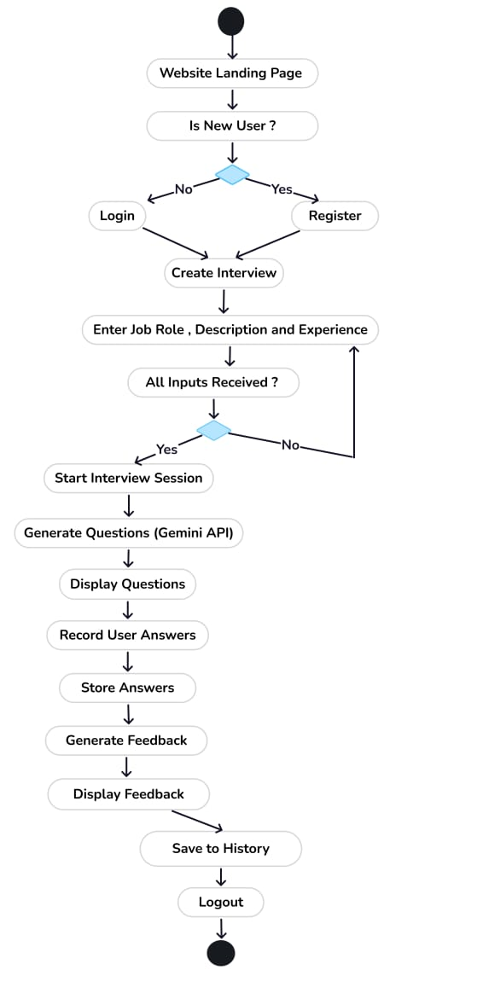 Website Landing Page
Is New User ?
No
Yes
Login
Register
Create Interview
Enter Job Role , Description and Experience
All Inputs Received ?
Yes
No
Start Interview Session
Generate Questions (Gemini API)
Display Questions
Record User Answers
Store Answers
Generate Feedback
Display Feedback
Save to History
Logout